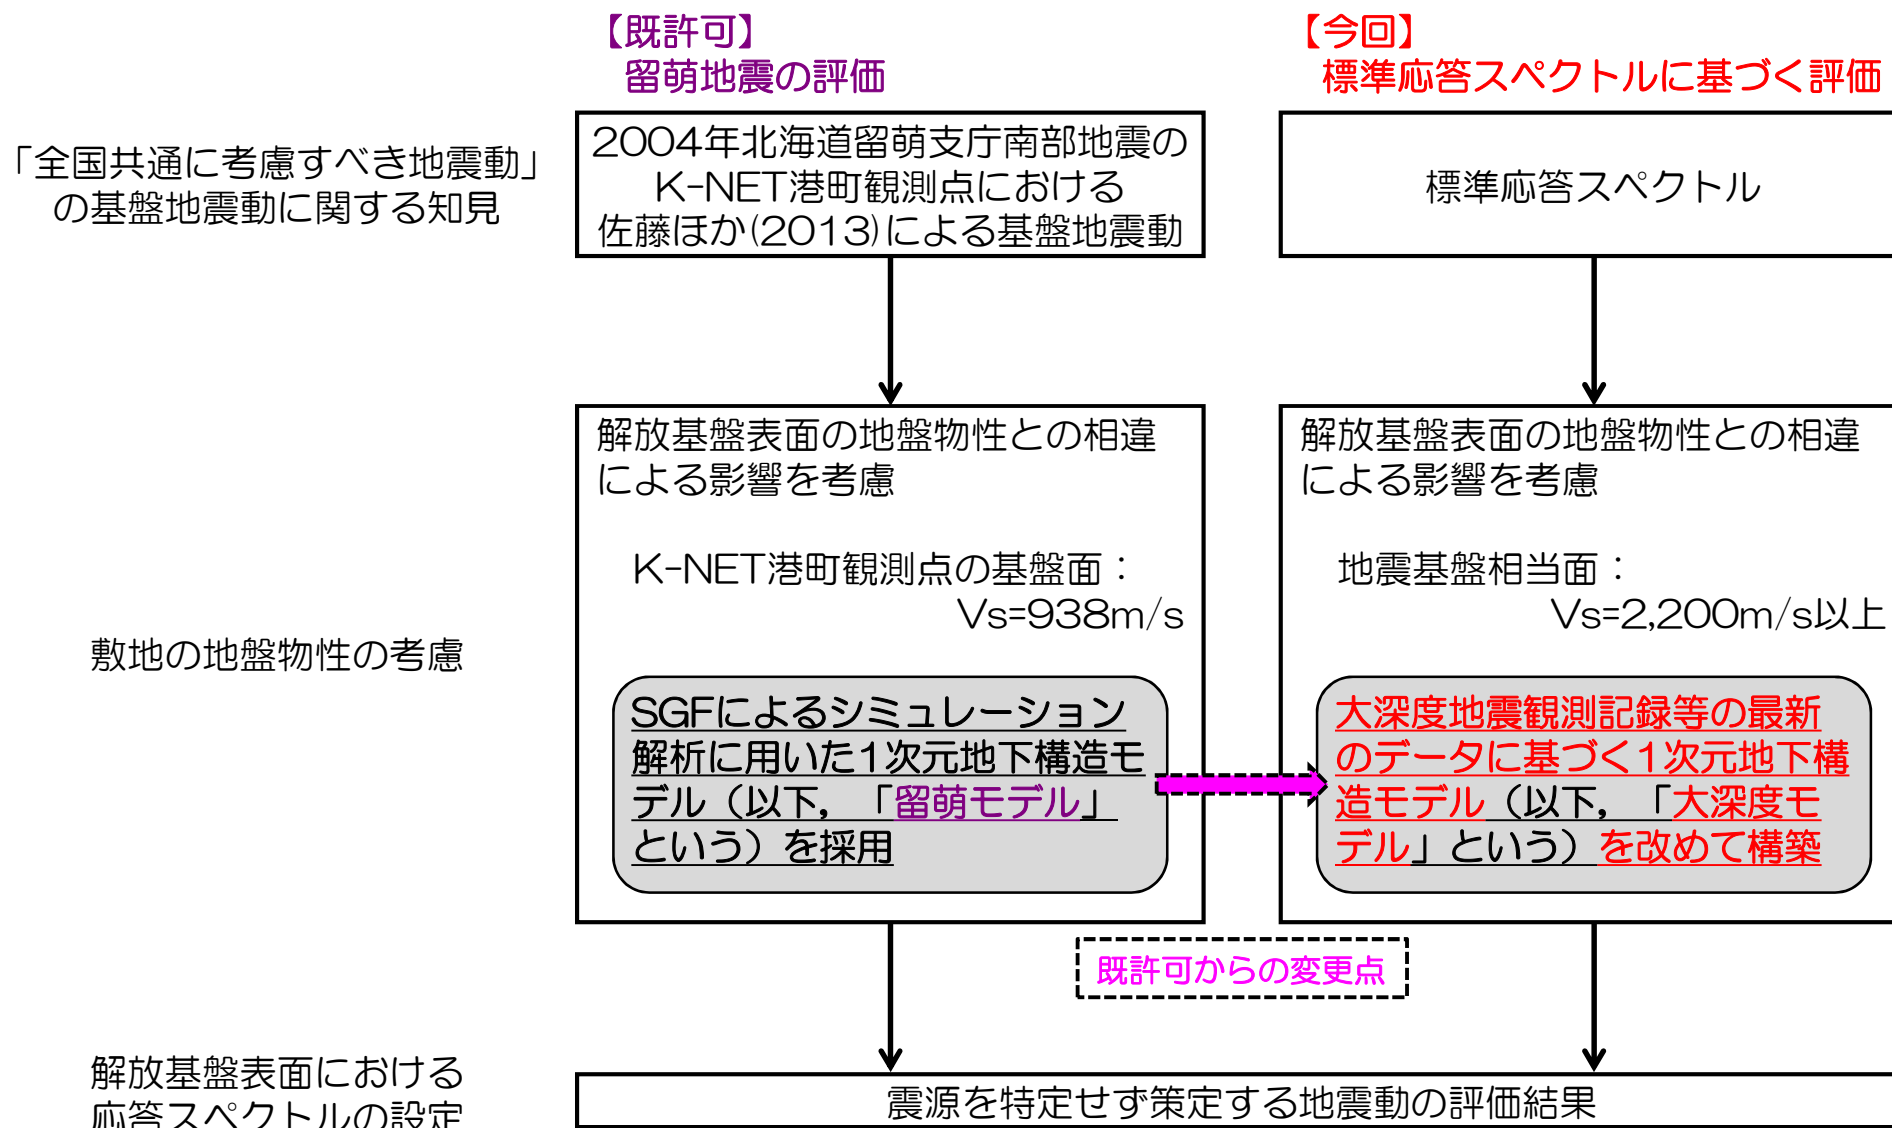 【既許可】
留萌地震の評価
【今回】
標準応答スペクトルに基づく評価
「全国共通に考慮すべき地震動」
の基盤地震動に関する知見
2004年北海道留萌支庁南部地震の
K-NET港町観測点における
佐藤ほか(2013)による基盤地震動
標準応答スペクトル
敷地の地盤物性の考慮
解放基盤表面の地盤物性との相違
による影響を考慮
K-NET港町観測点の基盤面：
Vs=938m/s
SGFによるシミュレーション
解析に用いた1次元地下構造モ
デル（以下，「留萌モデル」
という）を採用
解放基盤表面の地盤物性との相違
による影響を考慮
地震基盤相当面：
Vs=2,200m/s以上
大深度地震観測記録等の最新
のデータに基づく1次元地下構
造モデル（以下，「大深度モ
デル」という）を改めて構築
既許可からの変更点
解放基盤表面における
応答スペクトルの設定
震源を特定せず策定する地震動の評価結果